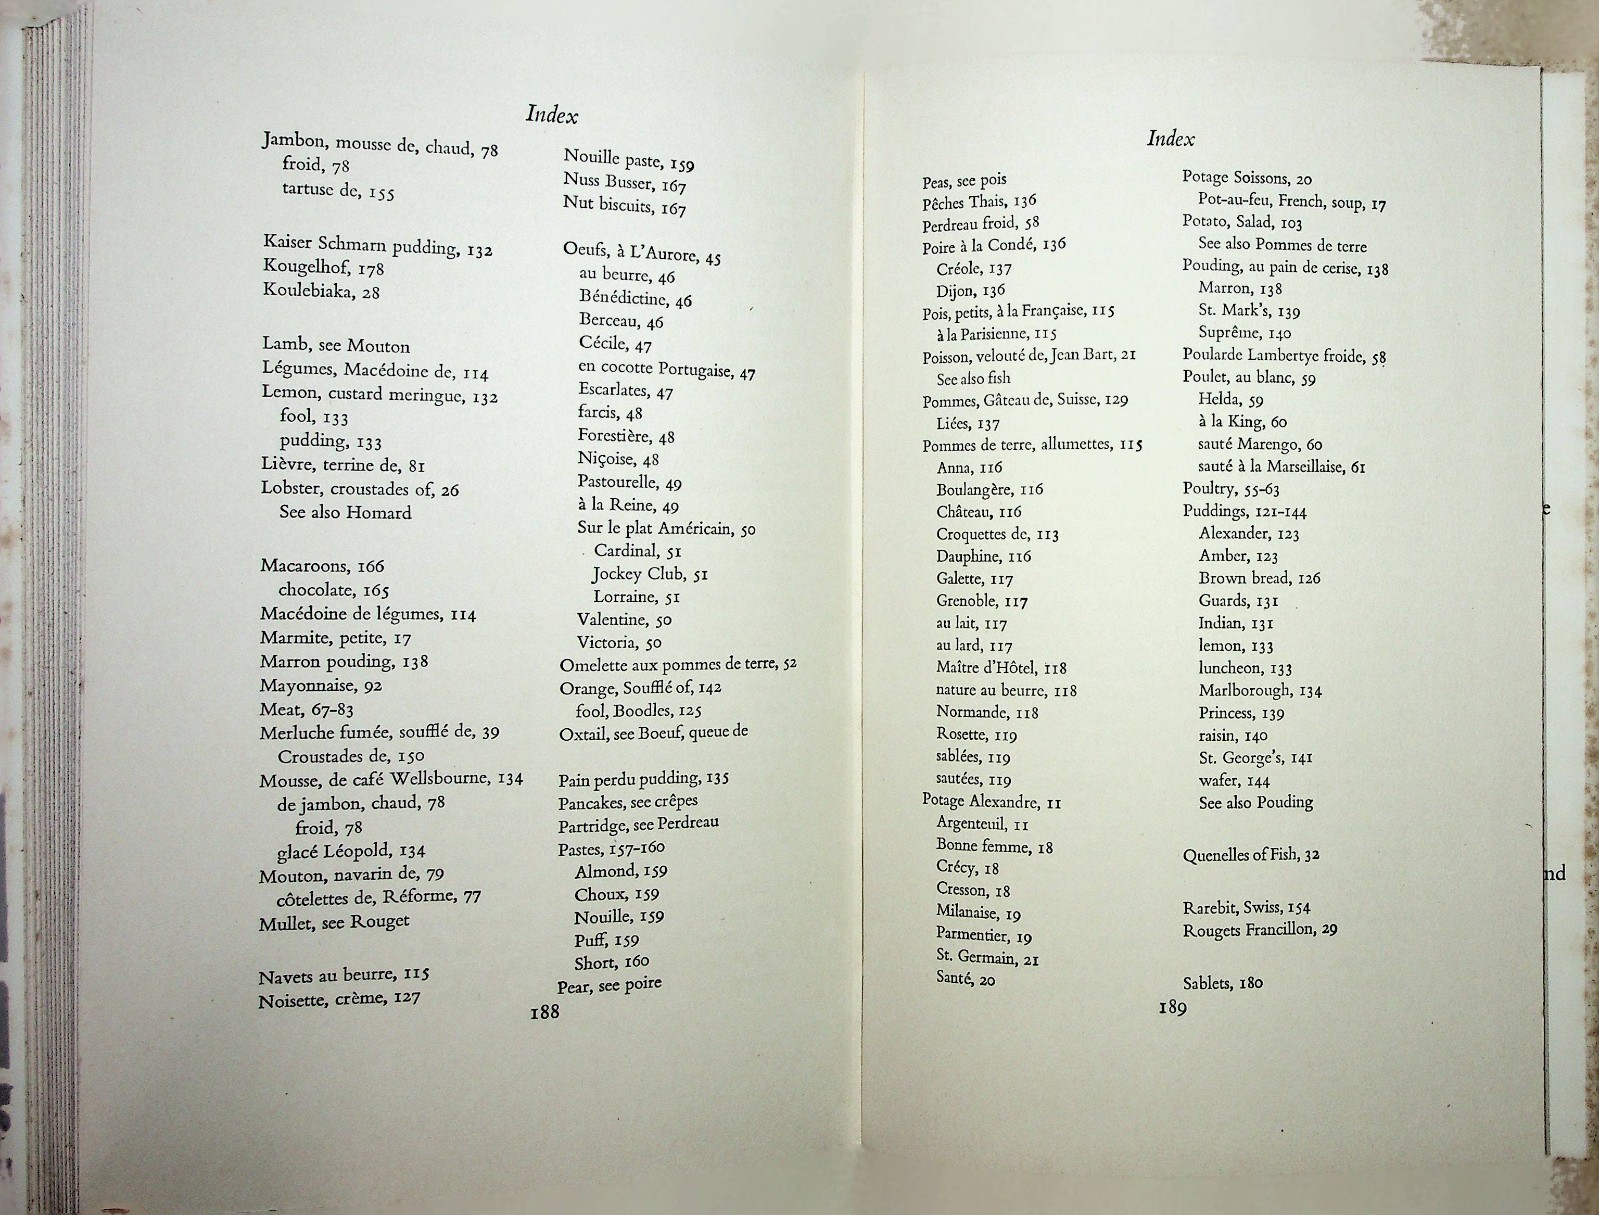 Index
Jambon, mousse de, chaud, 78
froid, 78
tartuse de, 155
Kaiser Schmarn pudding, 132
Kougelhof, 178
Koulebiaka, 28
Lamb, see Mouton
Légumes, Macédoine de, 114
Lemon, custard meringue, 132
fool, 133
pudding, 133
Lièvre, terrine de, 81
Lobster, croustades of, 26
See also Homard
Macaroons, 166
chocolate, 165
Macédoine de légumes, 114
Marmite, petite, 17
Marron pouding, 138
Mayonnaise, 92
Meat, 67-83
Merluche fumée, soufflé de, 39
Croustades de, 150
Mousse, de café Wellsbourne, 134
de jambon, chaud, 78
froid, 78
glacé Léopold, 134
Mouton, navarin de, 79
côtelettes de, Réforme, 77
Mullet, see Rouget
Navets au beurre, 115
Noisette, crème, 127
Nouille paste, 159
Nuss Busser, 167
Nut biscuits, 167
Oeufs, à L'Aurore, 45
au beurre, 46
Bénédictine, 46
Berceau, 46
Cécile, 47
en cocotte Portugaise, 47
Escarlates, 47
farcis, 48
Forestière, 48
Niçoise, 48
Pastourelle, 49
à la Reine, 49
Sur le plat Américain, 50
Cardinal, 51
Jockey Club, 51
Lorraine, 51
Valentine, 50
Victoria, 50
Omelette aux pommes de terre, 52
Orange, Soufflé of, 142
fool, Boodles, 125
Oxtail, see Boeuf, queue de
Pain perdu pudding, 135
Pancakes, see crêpes
Partridge, see Perdreau
Pastes, 157-160
Almond, 159
Choux, 159
Nouille, 159
Puff, 159
Short, 160
Pear, see poire
188
Index
Peas, see pois
Pêches Thais, 136
Perdreau froid, 58
Poire à la Condé, 136
Créole, 137
Dijon, 136
Pois, petits, à la Française, 115
à la Parisienne, 115
Poisson, velouté de, Jean Bart, 21
See also fish
Pommes, Gâteau de, Suisse, 129
Liées, 137
Pommes de terre, allumettes, 115
Anna, 116
Boulangère, 116
Château, 116
Croquettes de, 113
Dauphine, 116
Galette, 117
Grenoble, 117
au lait, 117
au lard, 117
Maître d'Hôtel, 118
nature au beurre, 118
Normande, 118
Rosette, 119
sablées, 119
sautées, 119
Potage Alexandre, 11
Argenteuil, 11
Bonne femme, 18
Crécy, 18
Cresson, 18
Milanaise, 19
Parmentier, 19
St. Germain, 21
Santé, 20
Potage Soissons, 20
Pot-au-feu, French, soup, 17
Potato, Salad, 103
See also Pommes de terre
Pouding, au pain de cerise, 138
Marron, 138
St. Mark's, 139
Suprême, 140
Poularde Lambertye froide, 58
Poulet, au blanc, 59
Helda, 59
à la King, 60
sauté Marengo, 60
sauté à la Marseillaise, 61
Poultry, 55-63
Puddings, 121-144
Alexander, 123
Amber, 123
Brown bread, 126
Guards, 131
Indian, 131
lemon, 133
luncheon, 133
Marlborough, 134
Princess, 139
raisin, 140
St. George's, 141
wafer, 144
See also Pouding
Quenelles of Fish, 32
Rarebit, Swiss, 154
Rougets Francillon, 29
Sablets, 180
189
e
nd